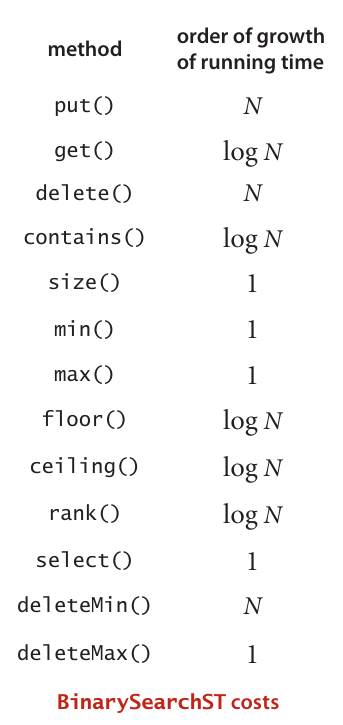 method order of growth
of running time
put() N
get() log N
delete() N
contains() log N
size() 1
min() 1
max() 1
floor() log N
ceiling() log N
rank() log N
select() 1
deleteMin() N
deleteMax() 1
BinarySearchST costs